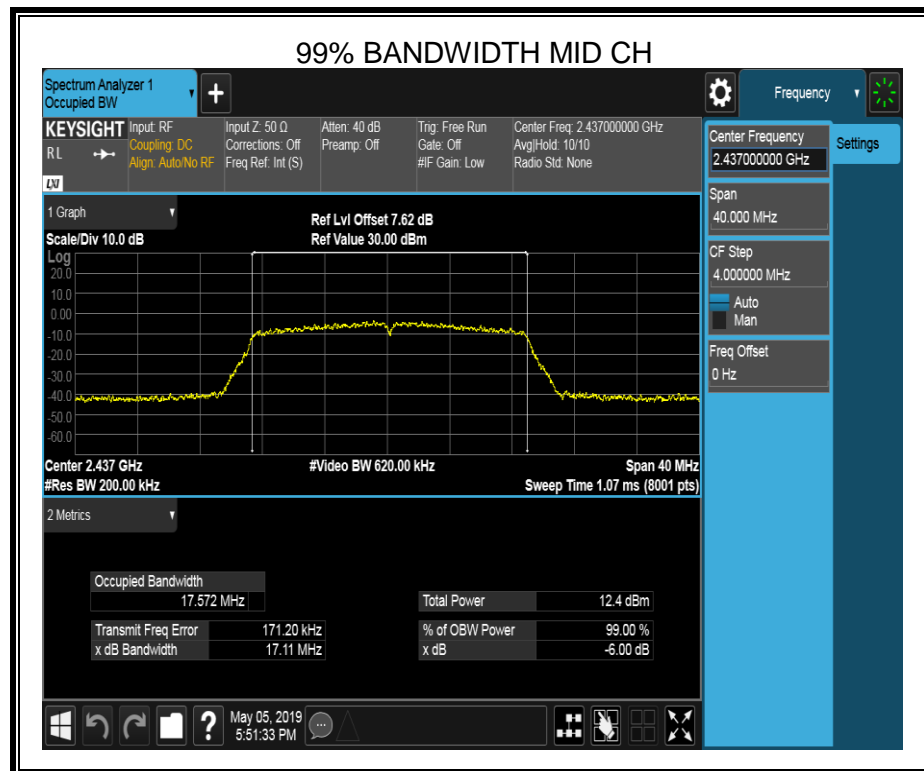 99% BANDWIDTH MID CH
Spectrum Analyzer 1
Occupied BW
+
Frequency
KEYSIGHT
RL
LXI
Input: RF
Coupling: DC
Align: Auto/No RF
Input Z: 50 Ω
Corrections: Off
Freq Ref: Int (S)
Atten: 40 dB
Preamp: Off
Trig: Free Run
Gate: Off
#IF Gain: Low
Center Freq: 2.437000000 GHz
Avg|Hold: 10/10
Radio Std: None
Center Frequency
2.437000000 GHz
Settings
Span
40.000 MHz
CF Step
4.000000 MHz
Auto
Man
Freq Offset
0 Hz
1 Graph
Scale/Div 10.0 dB
Ref Lvl Offset 7.62 dB
Ref Value 30.00 dBm
Log
20.0
10.0
0.00
-10.0
-20.0
-30.0
-40.0
-50.0
-60.0
Center 2.437 GHz
#Res BW 200.00 kHz
#Video BW 620.00 kHz
Span 40 MHz
Sweep Time 1.07 ms (8001 pts)
2 Metrics
Occupied Bandwidth
17.572 MHz
Transmit Freq Error 171.20 kHz
x dB Bandwidth 17.11 MHz
Total Power 12.4 dBm
% of OBW Power 99.00 %
x dB -6.00 dB
?
May 05, 2019
5:51:33 PM